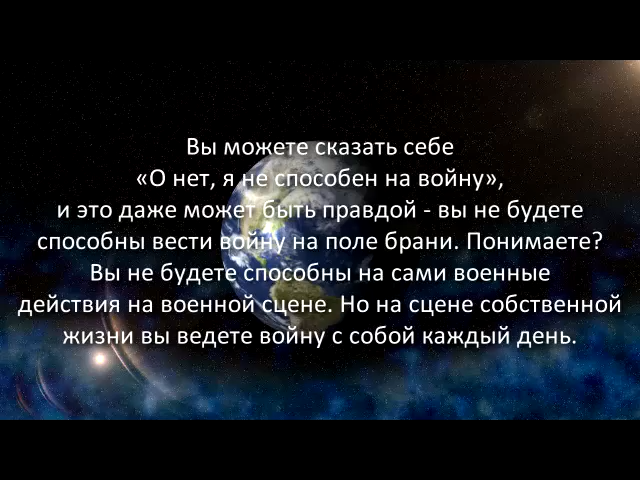 Вы можете сказать себе
«О нет, я не способен на войну»,
и это даже может быть правдой - вы не будете
способны вести войну на поле брани. Понимаете?
Вы не будете способны на сами военные
действия на военной сцене. Но на сцене собственной
жизни вы ведете войну с собой каждый день.